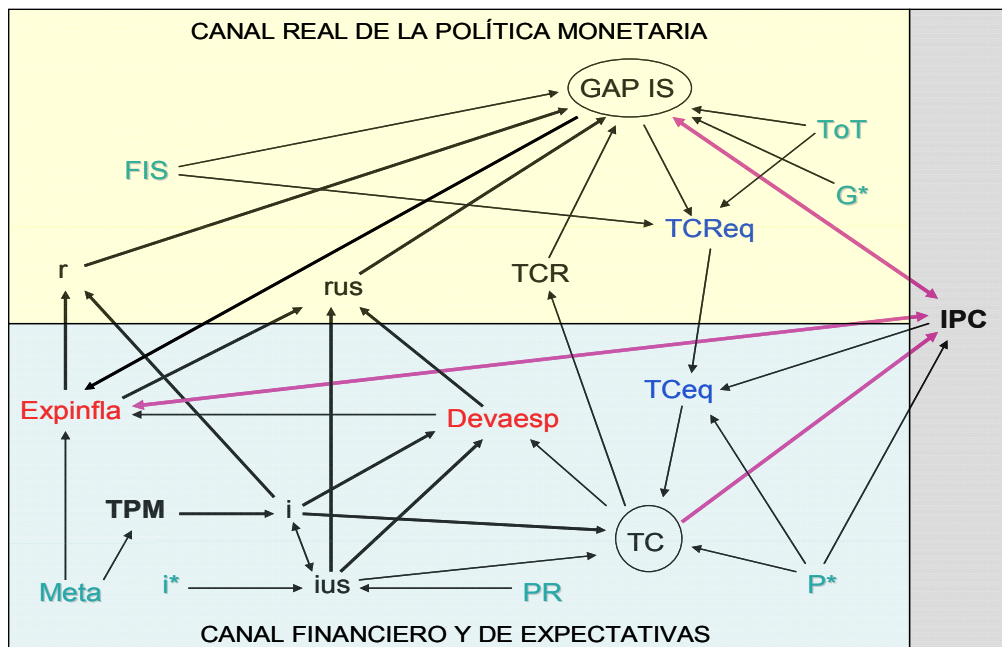 CANAL REAL DE LA POLÍTICA MONETARIA
GAP IS
ToT
FIS
G*
TCReq
r
TCR
rus
IPC
TCeq
Expinfla
Devaesp
TPM
i
TC
Meta
i*
ius
PR
P*
CANAL FINANCIERO Y DE EXPECTATIVAS